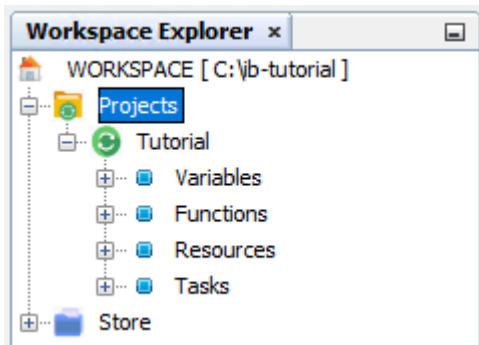 Workspace Explorer ×
WORKSPACE [ C:\jb-tutorial ]
Projects
Tutorial
Variables
Functions
Resources
Tasks
Store